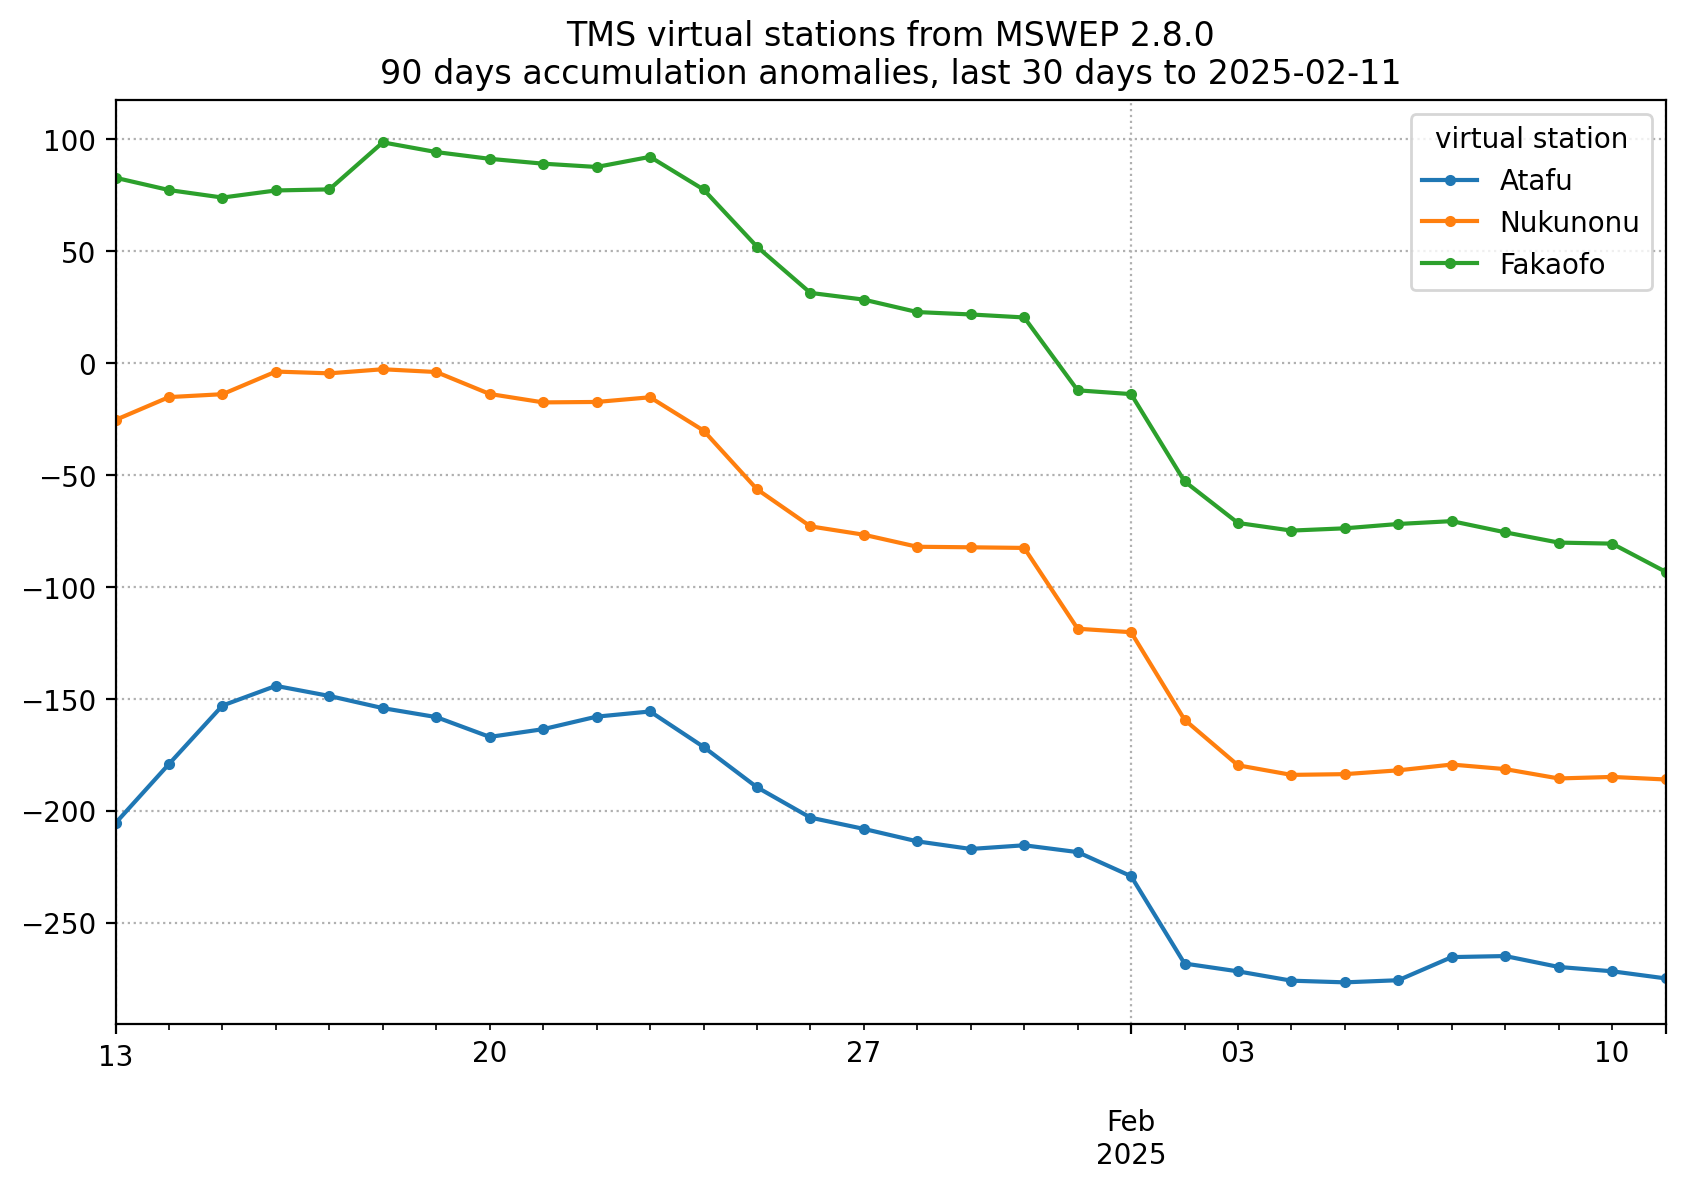 TMS virtual stations from MSWEP 2.8.0
90 days accumulation anomalies, last 30 days to 2025-02-11
virtual station
Atafu
Nukunonu
Fakaofo
100
50
0
−50
−100
−150
−200
−250
13
20
27
03
10
Feb
2025